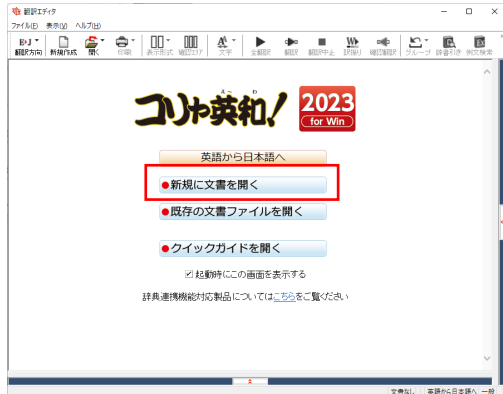 翻訳エディタ
ファイル(F) 表示(V) ヘルプ(H)
E›J
翻訳方向 新規作成 開く 印刷 表示形式 確認エリア 文字 全翻訳 翻訳 翻訳中止 訳振り 確認翻訳 グループ 辞書引き 例文検索
コリャ英和! 2023
え~ わ
for Win
英語から日本語へ
●新規に文書を開く
●既存の文書ファイルを開く
●クイックガイドを開く
起動時にこの画面を表示する
辞典連携機能対応製品についてはこちらをご覧ください
文書なし 英語から日本語へ 一般